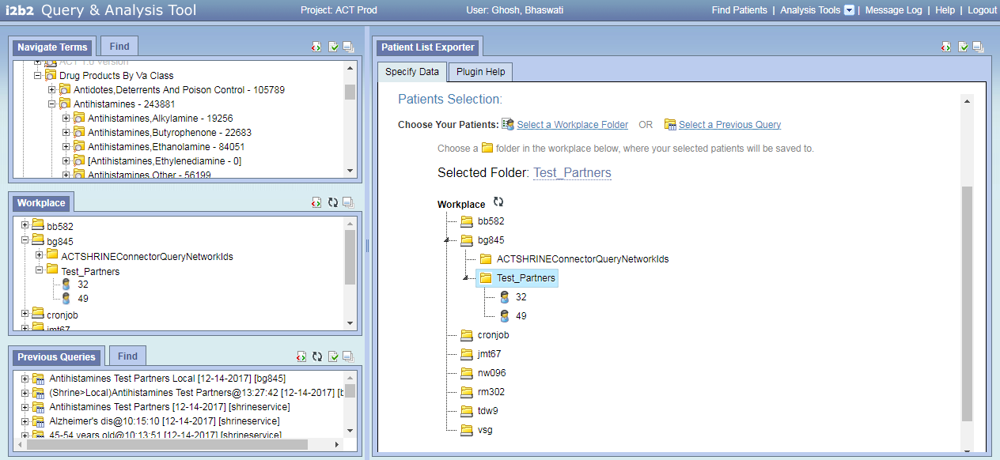 i2b2 Query & Analysis Tool
Project: ACT Prod
User: Ghosh, Bhaswati
Find Patients | Analysis Tools | Message Log | Help | Logout
Navigate Terms
Find
ACT 1.0 Version
Drug Products By Va Class
Antidotes,Deterrents And Poison Control - 105789
Antihistamines - 243881
Antihistamines,Alkylamine - 19256
Antihistamines,Butyrophenone - 22683
Antihistamines,Ethanolamine - 84051
[Antihistamines,Ethylenediamine - 0]
Antihistamines Other - 56199
Workplace
bb582
bg845
ACTSHRINEConnectorQueryNetworkIds
Test_Partners
32
49
cronjob
jmt67
Previous Queries
Find
Antihistamines Test Partners Local [12-14-2017] [bg845]
(Shrine>Local)Antihistamines Test Partners@13:27:42 [12-14-2017] [b
Antihistamines Test Partners [12-14-2017] [shrineservice]
Alzheimer's dis@10:15:10 [12-14-2017] [shrineservice]
45-54 years old@10:13:51 [12-14-2017] [shrineservice]
Patient List Exporter
Specify Data
Plugin Help
Patients Selection:
Choose Your Patients: Select a Workplace Folder OR Select a Previous Query
Choose a folder in the workplace below, where your selected patients will be saved to.
Selected Folder: Test_Partners
Workplace
bb582
bg845
ACTSHRINEConnectorQueryNetworkIds
Test_Partners
32
49
cronjob
jmt67
nw096
rm302
tdw9
vsg